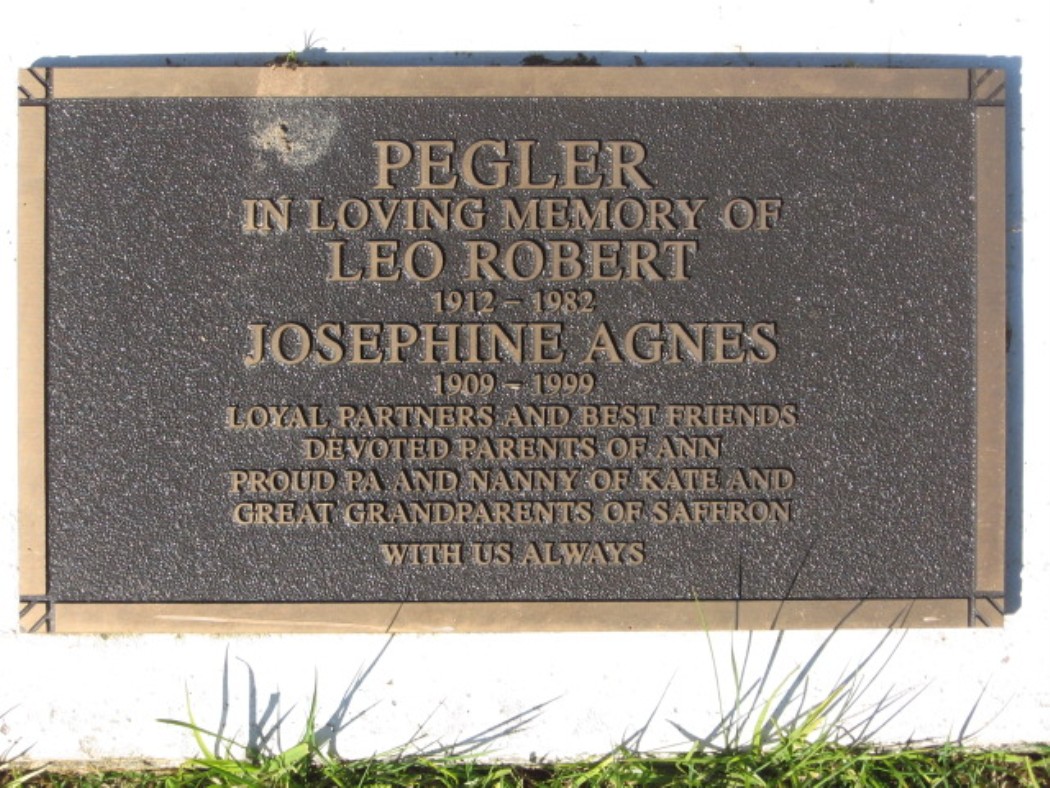 PEGLER
IN LOVING MEMORY OF
LEO ROBERT
1912 – 1982
JOSEPHINE AGNES
1909 – 1999
LOYAL PARTNERS AND BEST FRIENDS
DEVOTED PARENTS OF ANN
PROUD PA AND NANNY OF KATE AND
GREAT GRANDPARENTS OF SAFFRON
WITH US ALWAYS